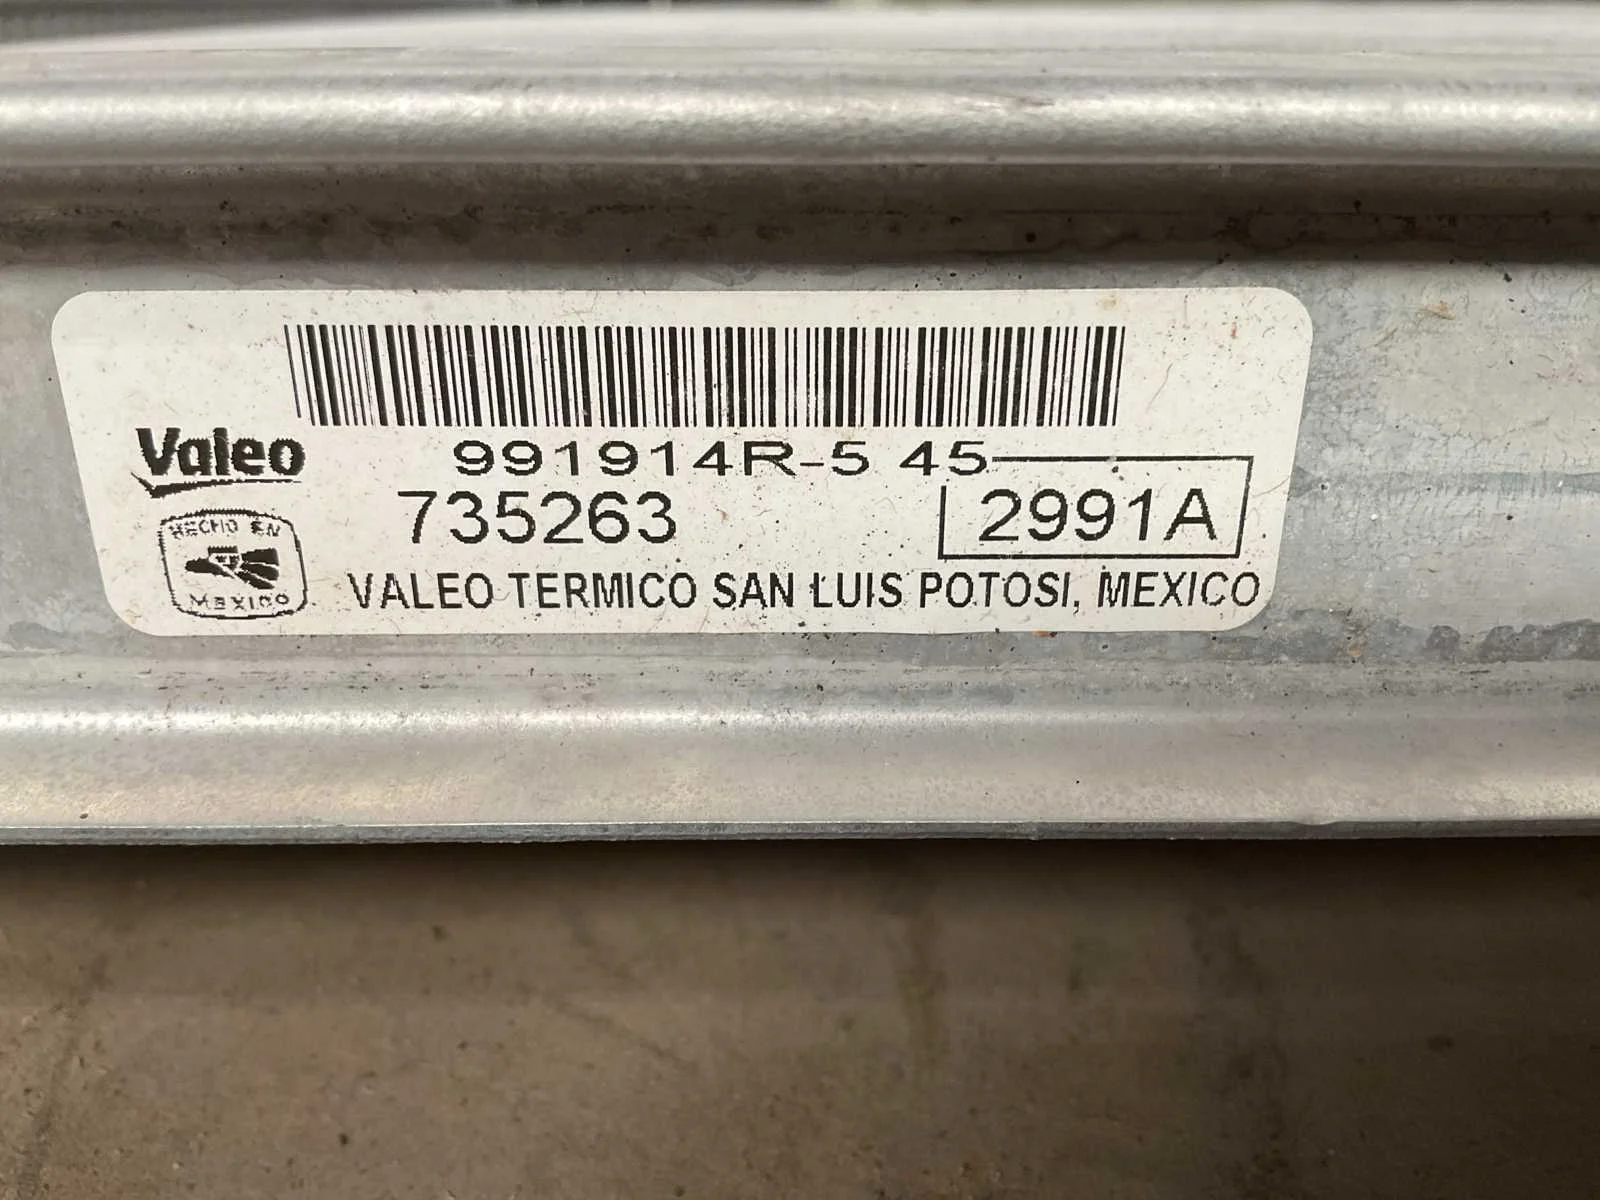 991914R-5 45
Valeo
735263
2991A
HECHO EN
MEXICO
VALEO TERMICO SAN LUIS POTOSI, MEXICO